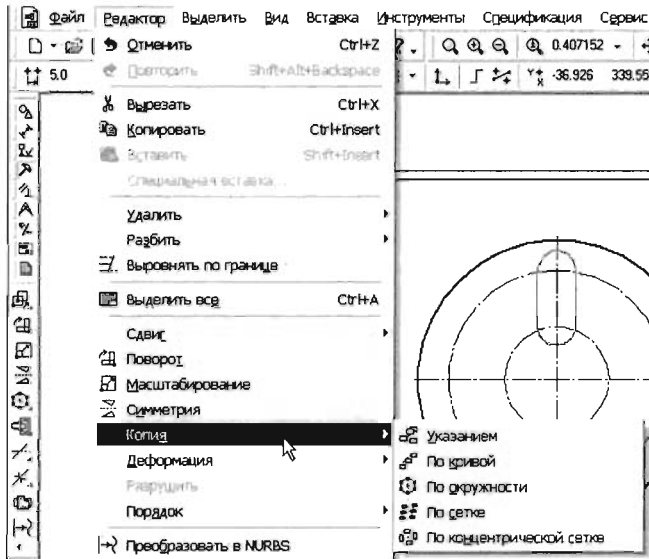 Файл Редактор Выделить Вид Вставка Инструменты Спецификация Сервис
0.407152
5.0
-36.926 339.55
Отменить Ctrl+Z
Повторить Shift+Alt+Backspace
Вырезать Ctrl+X
Копировать Ctrl+Insert
Вставить Shift+Insert
Специальная вставка...
Удалить
Разбить
Выровнять по границе
Выделить все Ctrl+A
Сдвиг
Поворот
Масштабирование
Симметрия
Копия
Деформация
Разрушить
Порядок
Преобразовать в NURBS
Указанием
По кривой
По окружности
По сетке
По концентрической сетке